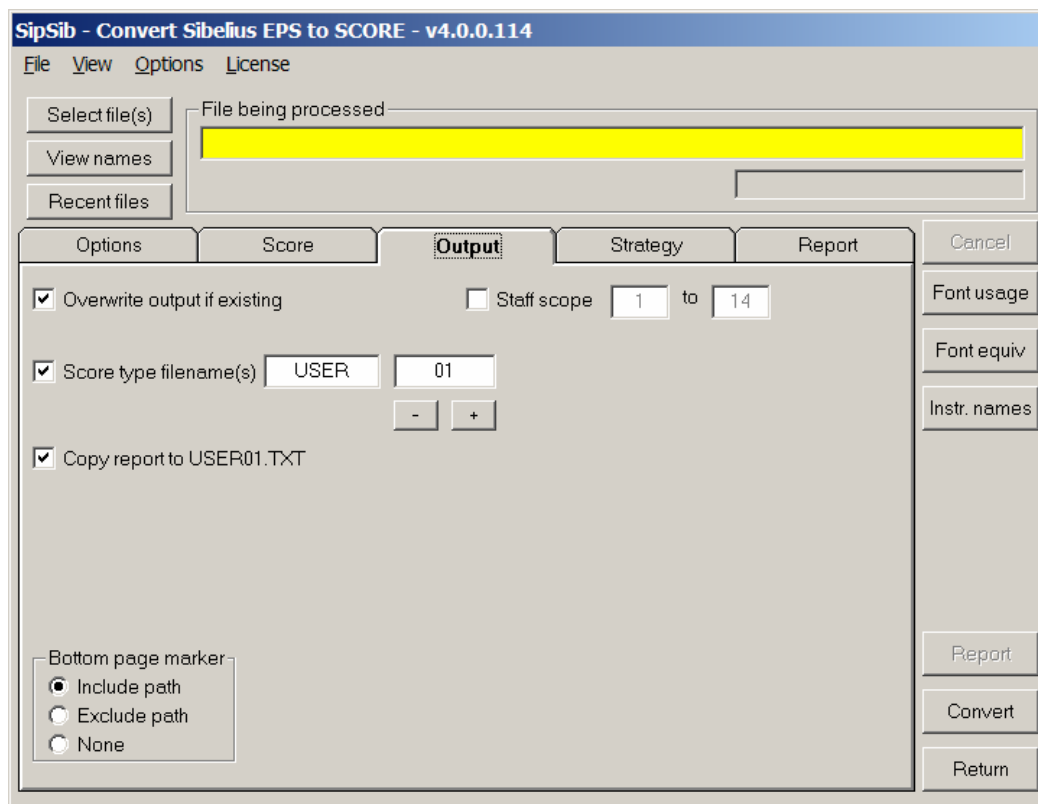 SipSib - Convert Sibelius EPS to SCORE - v4.0.0.114
File View Options License
Select file(s)
File being processed
View names
Recent files
Options Score Output Strategy Report
Cancel
Overwrite output if existing
Staff scope 1 to 14
Font usage
Font equiv
Score type filename(s) USER 01
- +
Instr. names
Copy report to USER01.TXT
Bottom page marker
Include path
Exclude path
None
Report
Convert
Return